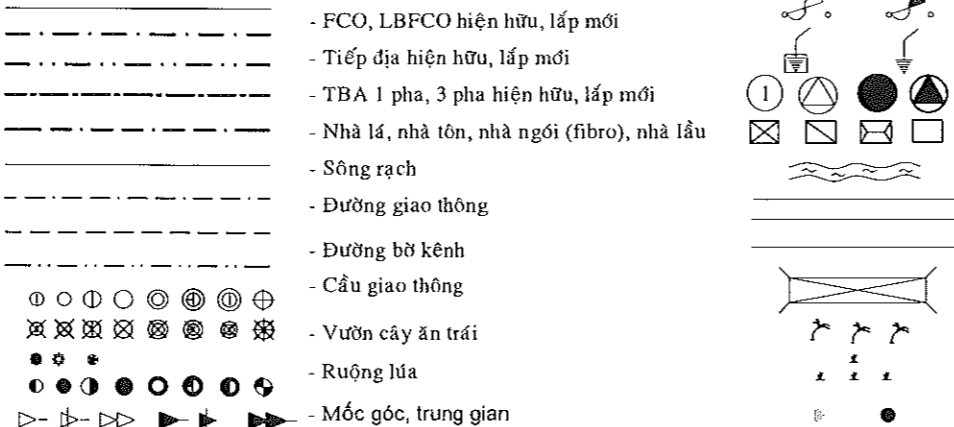 - FCO, LBFCO hiện hữu, lắp mới
- Tiếp địa hiện hữu, lắp mới
- TBA 1 pha, 3 pha hiện hữu, lắp mới
1
- Nhà lá, nhà tôn, nhà ngói (fibro), nhà lầu
- Sông rạch
- Đường giao thông
- Đường bờ kênh
- Cầu giao thông
- Vườn cây ăn trái
- Ruộng lúa
- Mốc góc, trung gian